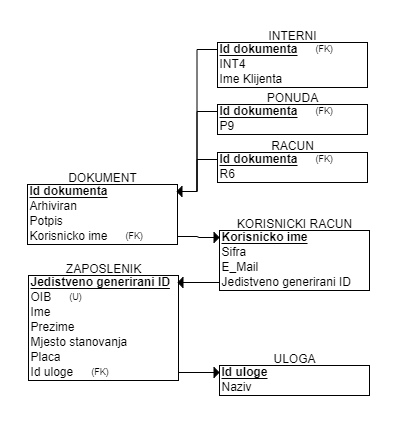 INTERNI
Id dokumenta (FK)
INT4
Ime Klijenta
PONUDA
Id dokumenta (FK)
P9
RACUN
Id dokumenta (FK)
R6
DOKUMENT
Id dokumenta
Arhiviran
Potpis
Korisnicko ime (FK)
KORISNICKI RACUN
Korisnicko ime
Sifra
E_Mail
Jedistveno generirani ID
ZAPOSLENIK
Jedistveno generirani ID
OIB (U)
Ime
Prezime
Mjesto stanovanja
Placa
Id uloge (FK)
ULOGA
Id uloge
Naziv